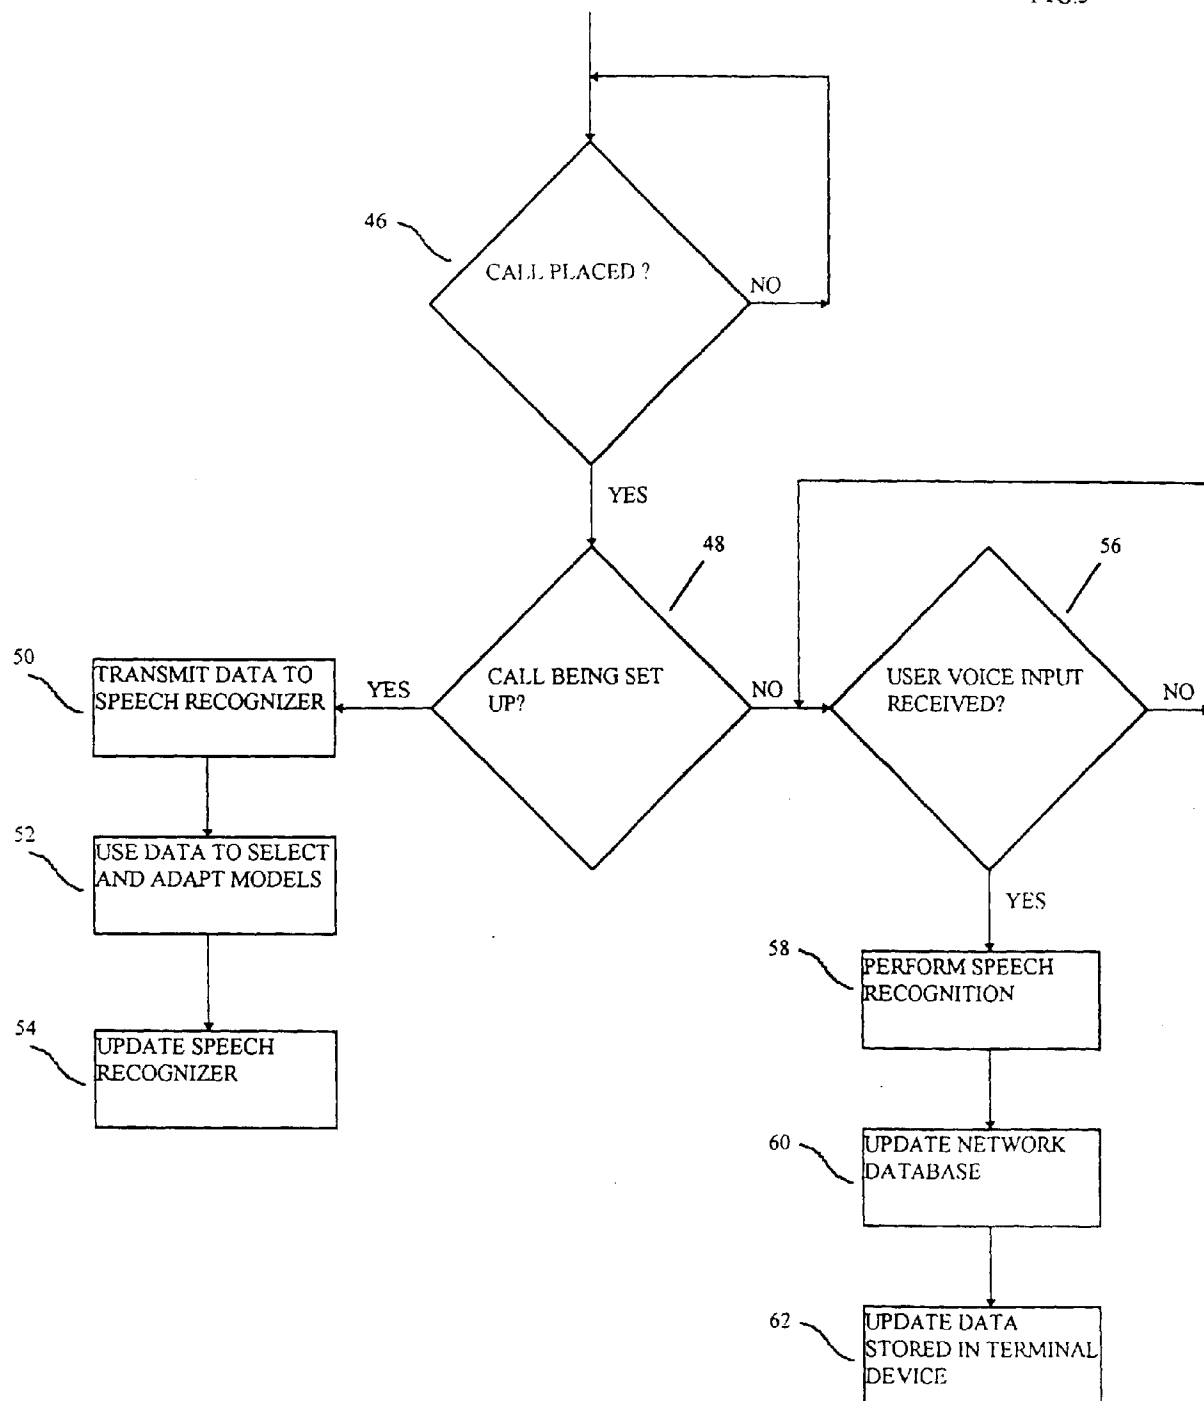 46
CALL PLACED ?
NO
YES
48
56
50
TRANSMIT DATA TO
SPEECH RECOGNIZER
YES
CALL BEING SET
UP?
NO
USER VOICE INPUT
RECEIVED?
NO
52
USE DATA TO SELECT
AND ADAPT MODELS
YES
58
PERFORM SPEECH
RECOGNITION
54
UPDATE SPEECH
RECOGNIZER
60
UPDATE NETWORK
DATABASE
62
UPDATE DATA
STORED IN TERMINAL
DEVICE